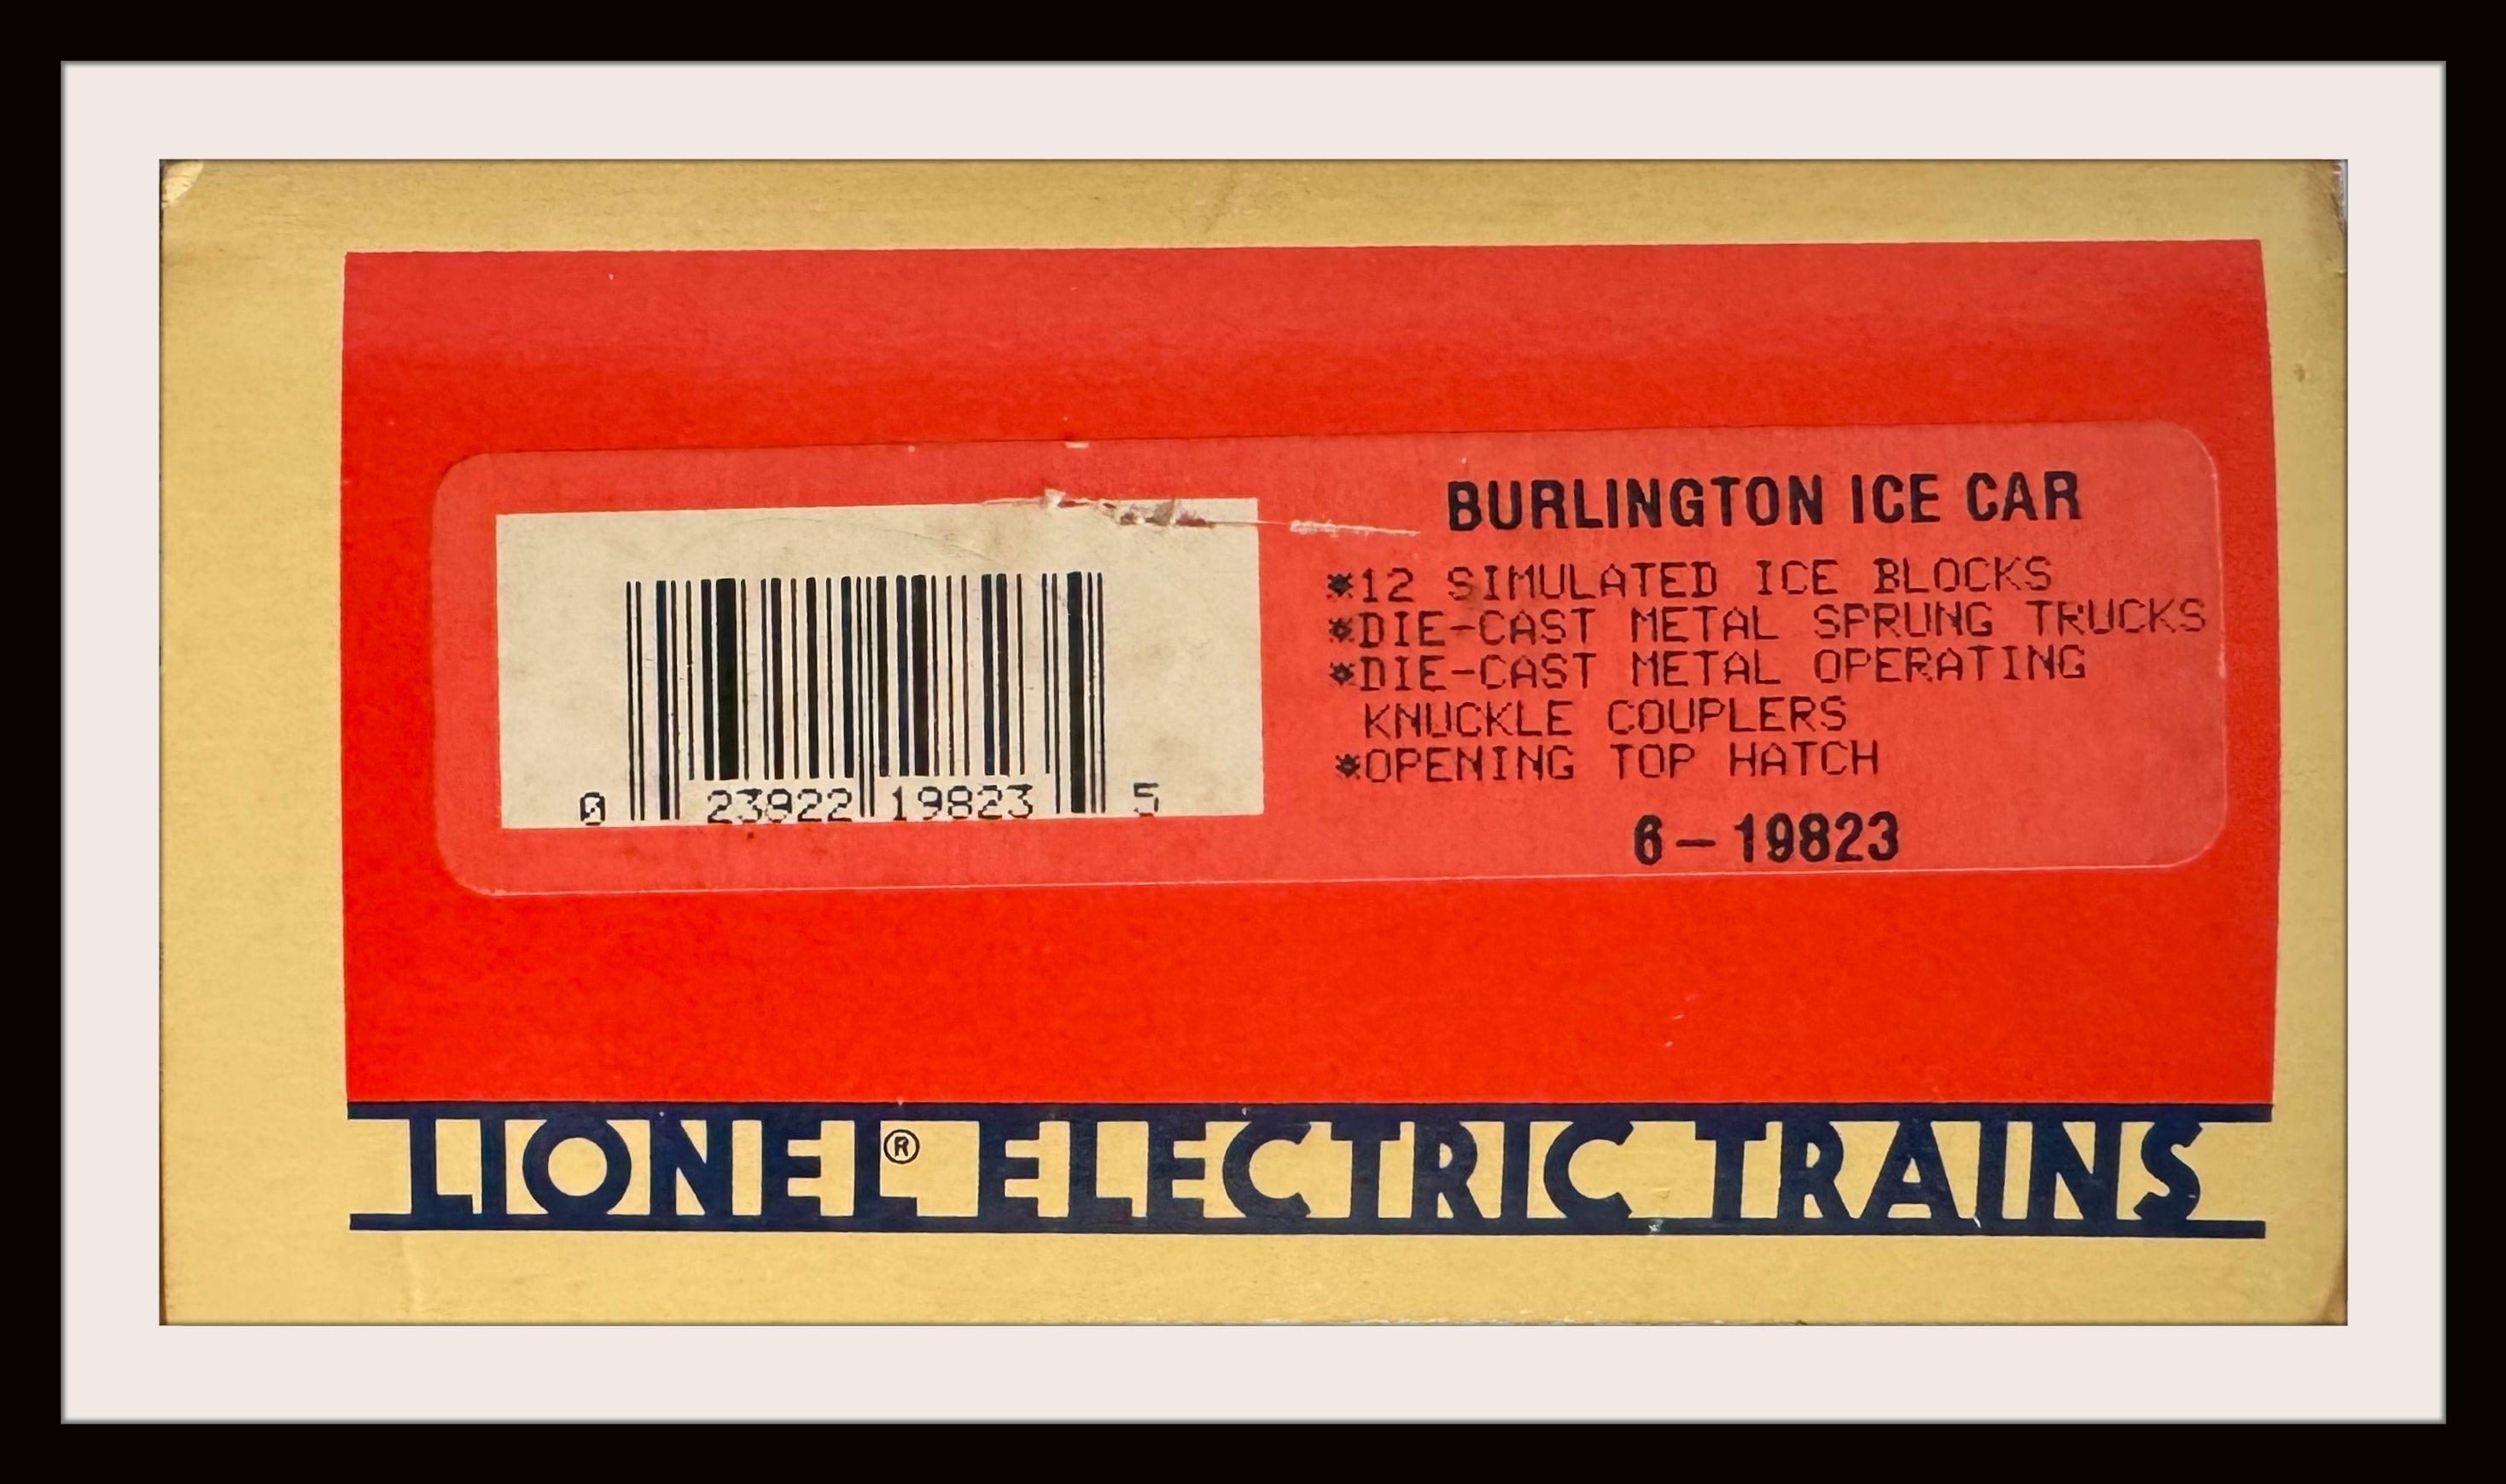 BURLINGTON ICE CAR
*12 SIMULATED ICE BLOCKS
*DIE-CAST METAL SPRUNG TRUCKS
*DIE-CAST METAL OPERATING
KNUCKLE COUPLERS
*OPENING TOP HATCH
6-19823
0 23922 19823 5
LIONEL® ELECTRIC TRAINS